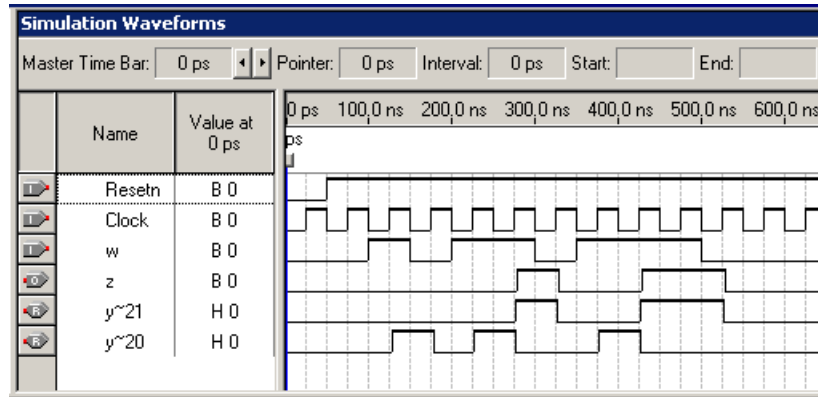 Simulation Waveforms
Master Time Bar: 0 ps Pointer: 0 ps Interval: 0 ps Start: End:
Name Value at 0 ps 0 ps 100.0 ns 200.0 ns 300.0 ns 400.0 ns 500.0 ns 600.0 ns
ps
Resetn B 0
Clock B 0
w B 0
z B 0
y~21 H 0
y~20 H 0